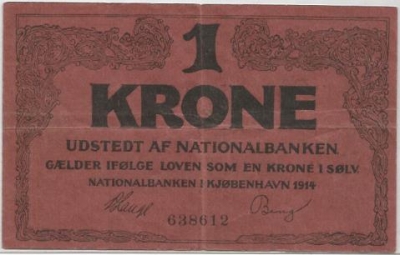 1
KRONE
UDSTEDT AF NATIONALBANKEN.
GÆLDER IFØLGE LOVEN SOM EN KRONE I SØLV.
NATIONALBANKEN I KJØBENHAVN 1914
638612